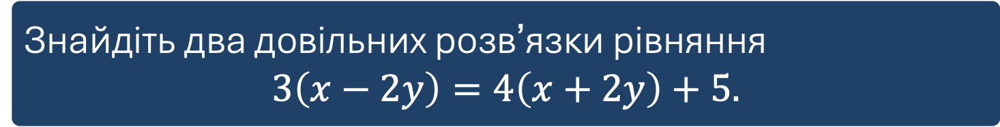 Знайдіть два довільних розв’язки рівняння
3(x − 2y) = 4(x + 2y) + 5.